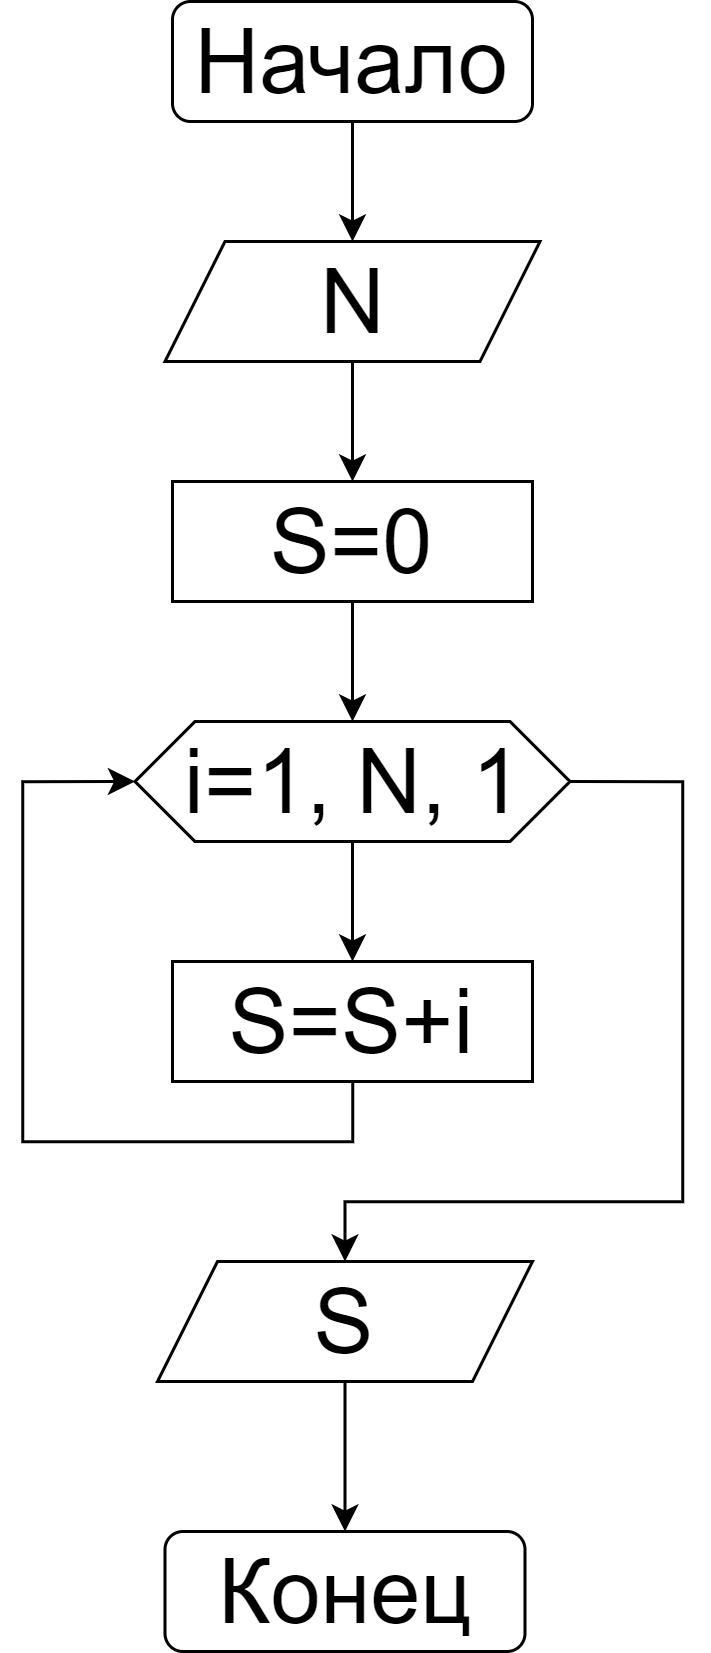 Начало
N
S=0
i=1, N, 1
S=S+i
S
Конец